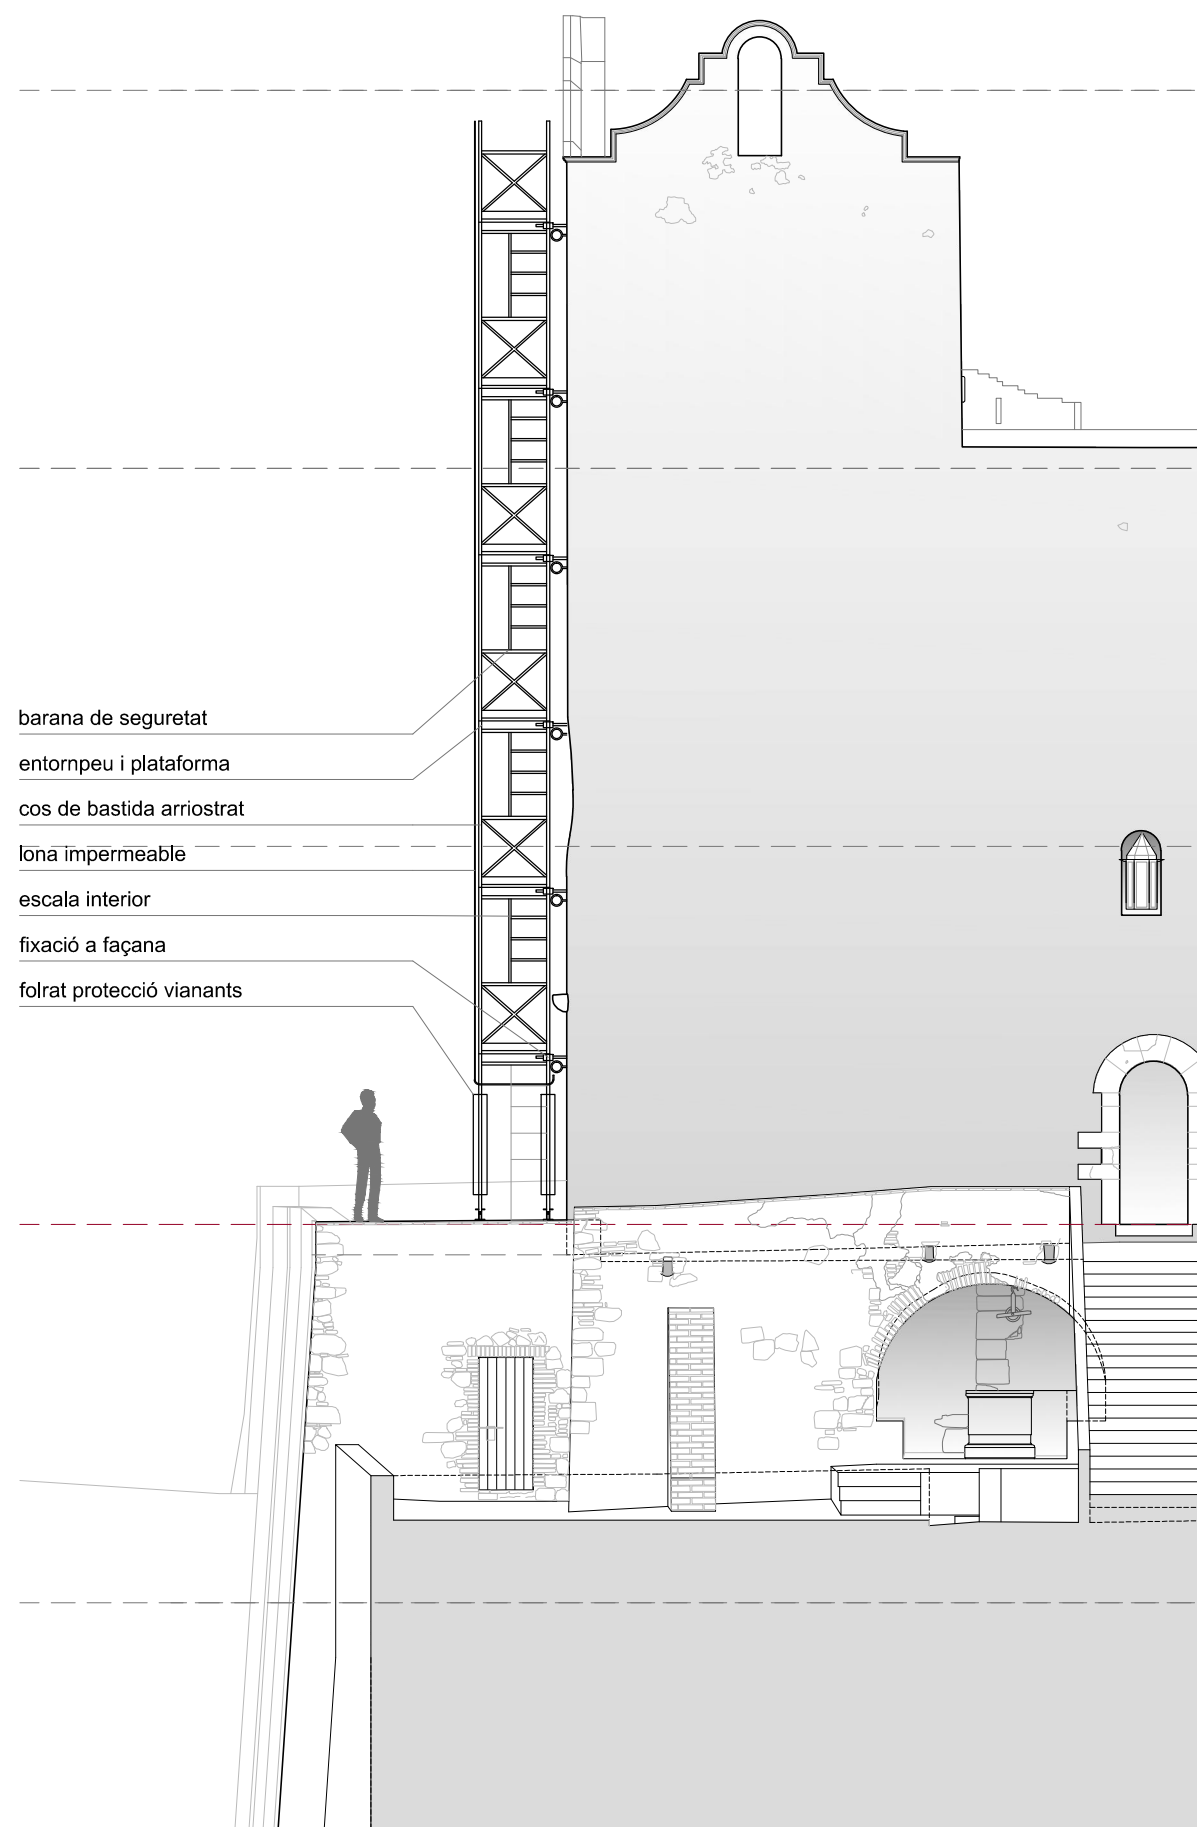 barana de seguretat
entornpeu i plataforma
cos de bastida arriostrat
lona impermeable
escala interior
fixació a façana
folrat protecció vianants